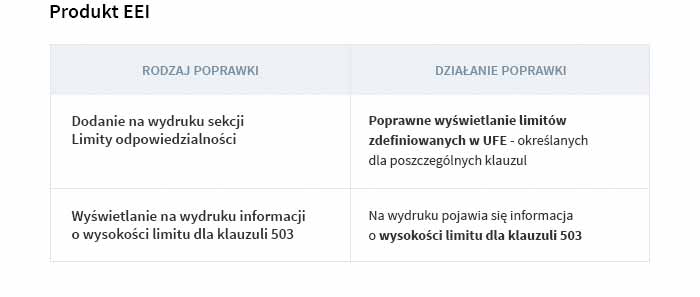 Produkt EEI
RODZAJ POPRAWKI
DZIAŁANIE POPRAWKI
Dodanie na wydruku sekcji
Limity odpowiedzialności
Poprawne wyświetlanie limitów
zdefiniowanych w UFE - określanych
dla poszczególnych klauzul
Wyświetlanie na wydruku informacji
o wysokości limitu dla klauzuli 503
Na wydruku pojawia się informacja
o wysokości limitu dla klauzuli 503